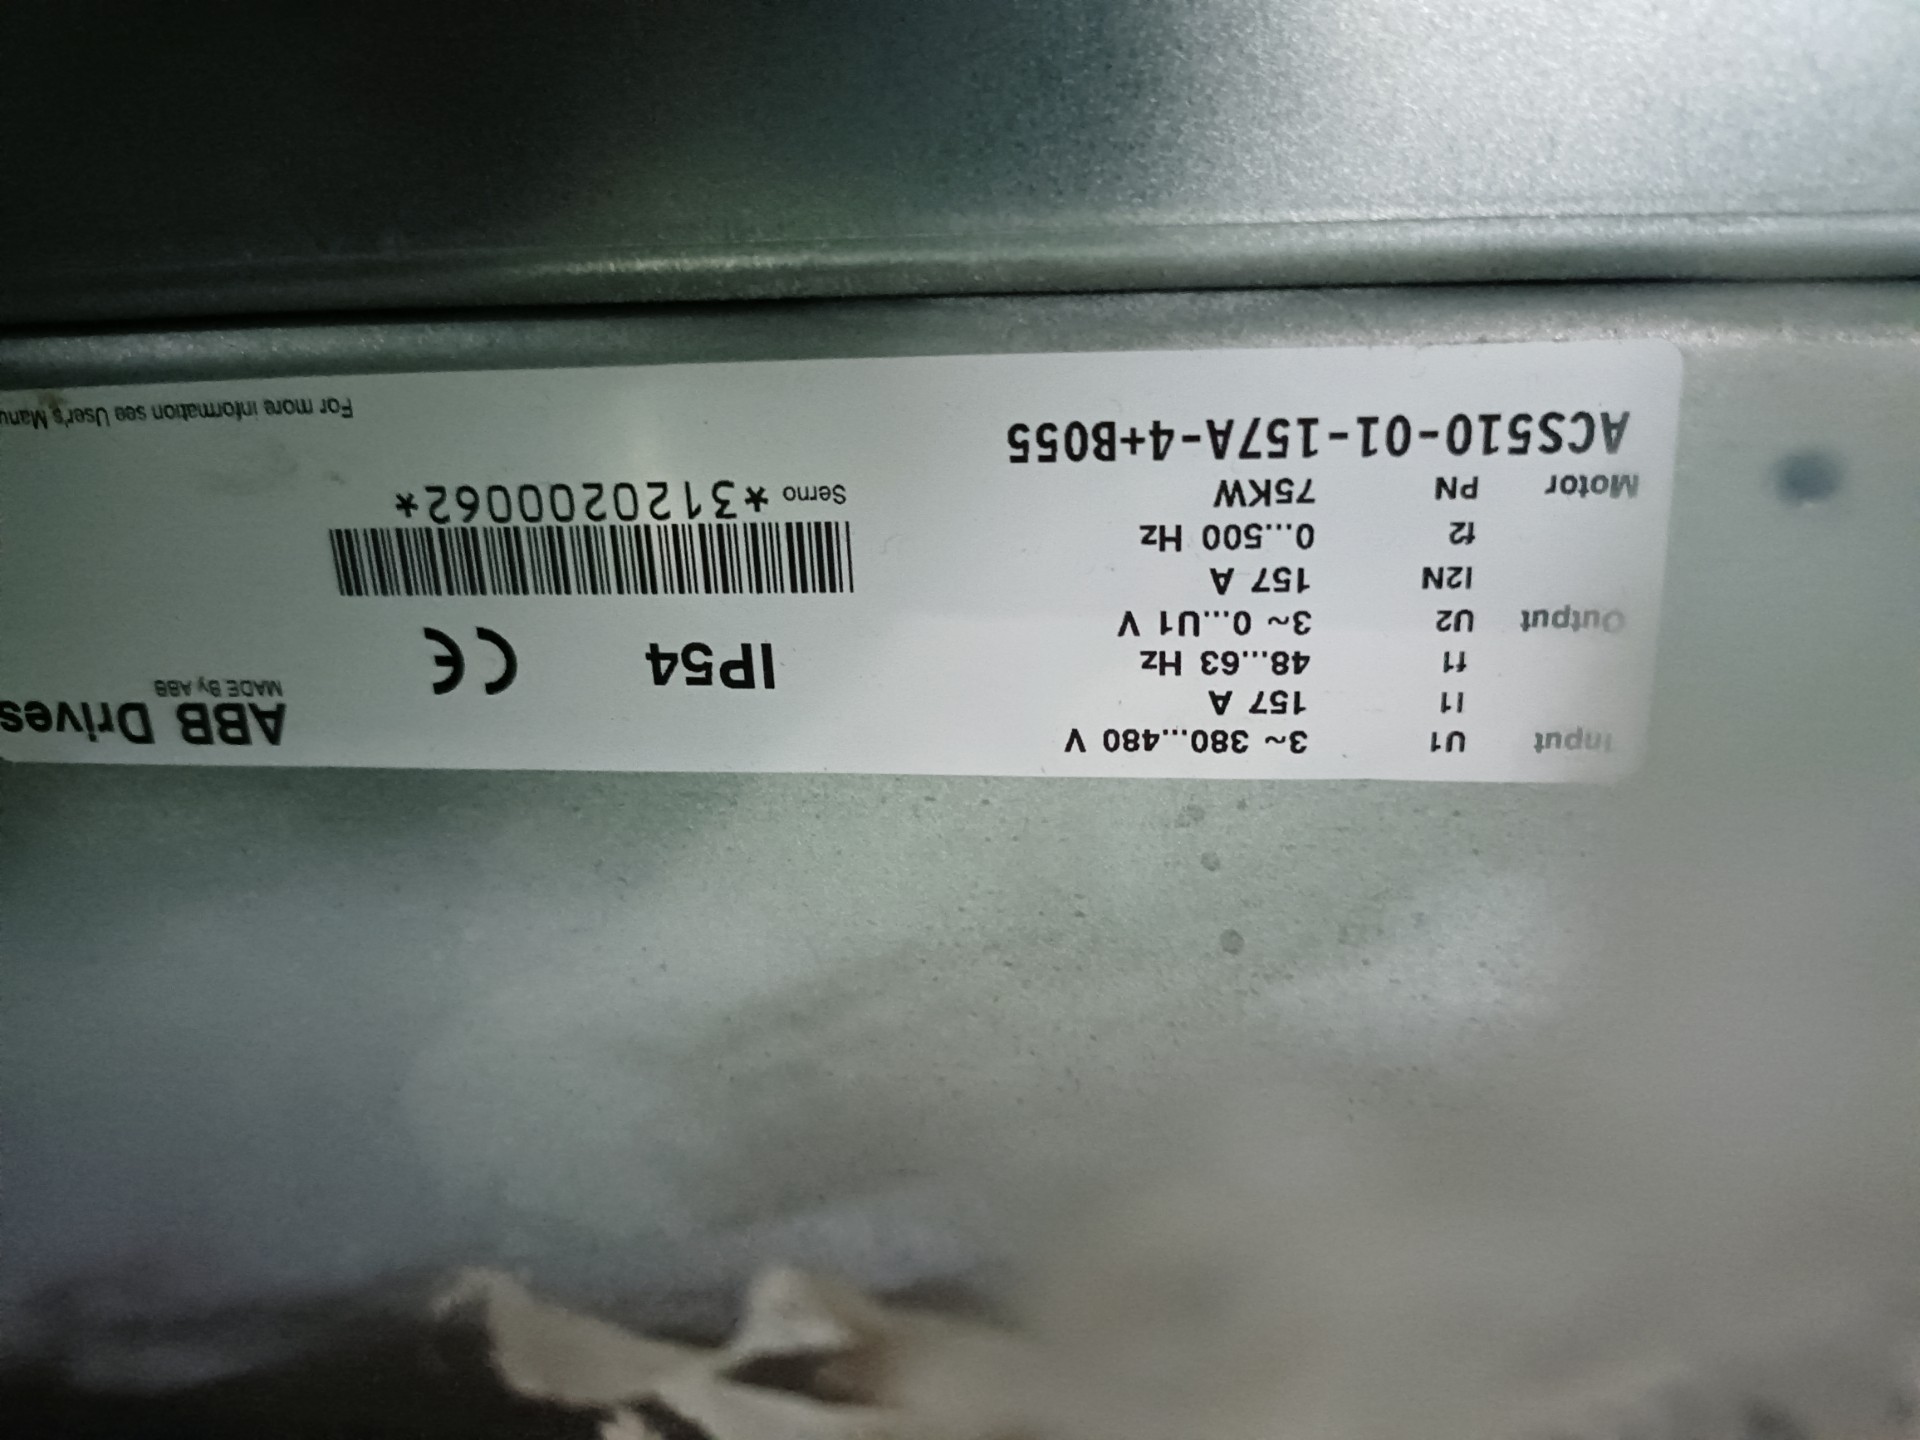 Input U1 3~ 380...480 V
I1 157 A
f1 48...63 Hz
Output U2 3~ 0...U1 V
I2N 157 A
f2 0...500 Hz
Motor PN 75KW
ACS510-01-157A-4+B055
IP54
CE
Serno *3120200062*
ABB Drives
MADE By ABB
For more information see User's